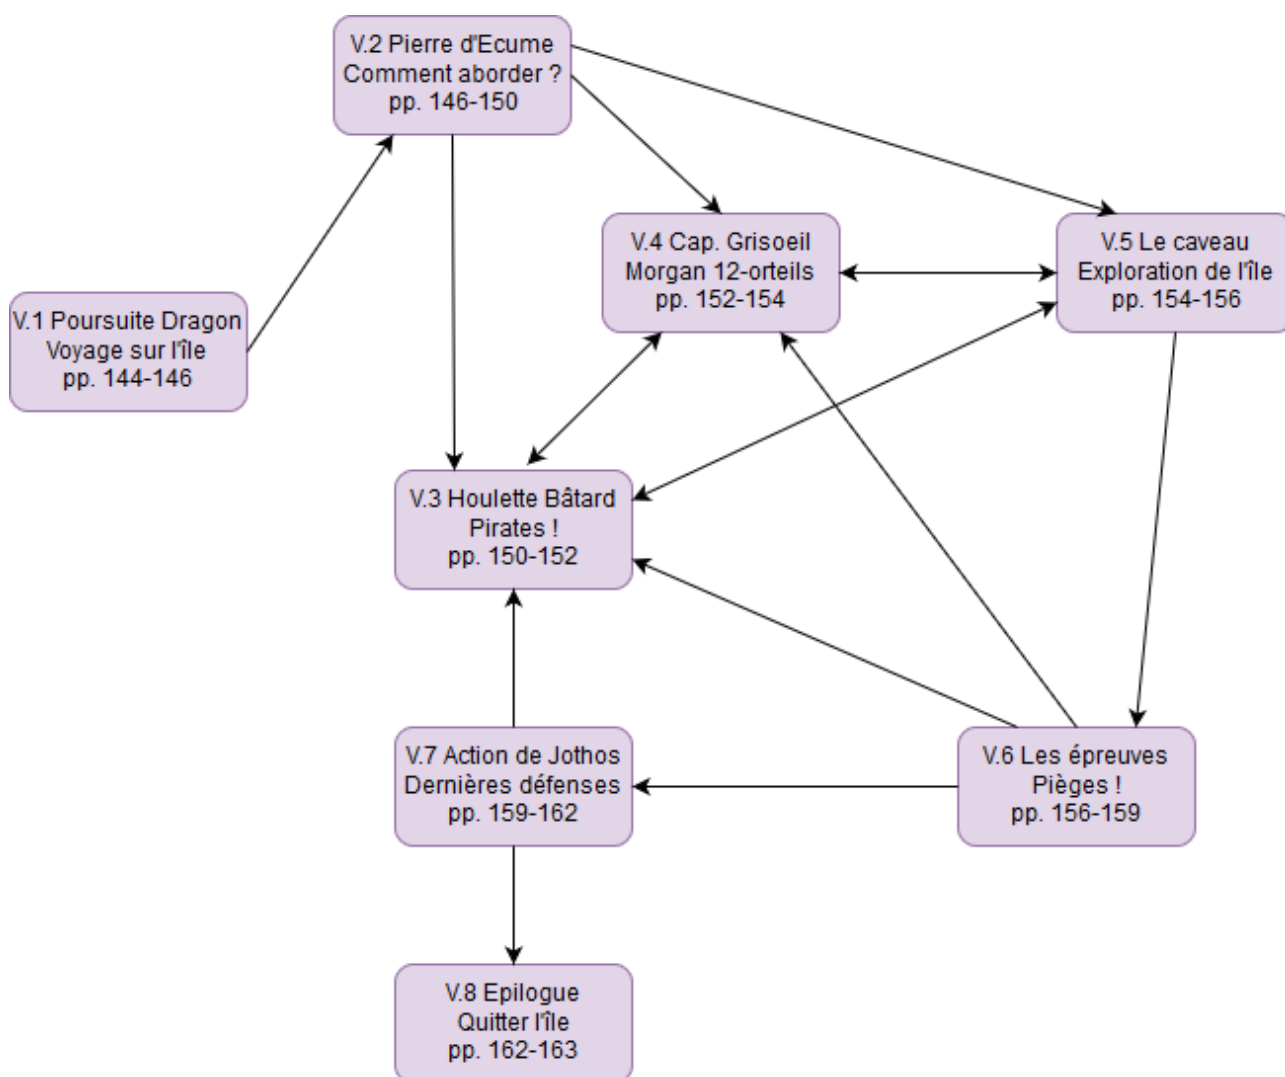 V.2 Pierre d'Ecume
Comment aborder ?
pp. 146-150
V.4 Cap. Grisoeil
Morgan 12-orteils
pp. 152-154
V.5 Le caveau
Exploration de l'île
pp. 154-156
V.1 Poursuite Dragon
Voyage sur l'île
pp. 144-146
V.3 Houlette Bâtard
Pirates !
pp. 150-152
V.7 Action de Jothos
Dernières défenses
pp. 159-162
V.6 Les épreuves
Pièges !
pp. 156-159
V.8 Epilogue
Quitter l'île
pp. 162-163